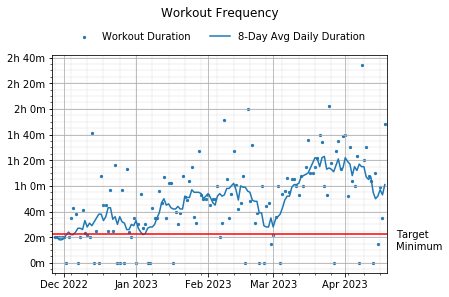 Workout Frequency
Workout Duration
8-Day Avg Daily Duration
2h 40m
2h 20m
2h 0m
1h 40m
1h 20m
1h 0m
40m
20m
0m
Target
Minimum
Dec 2022
Jan 2023
Feb 2023
Mar 2023
Apr 2023